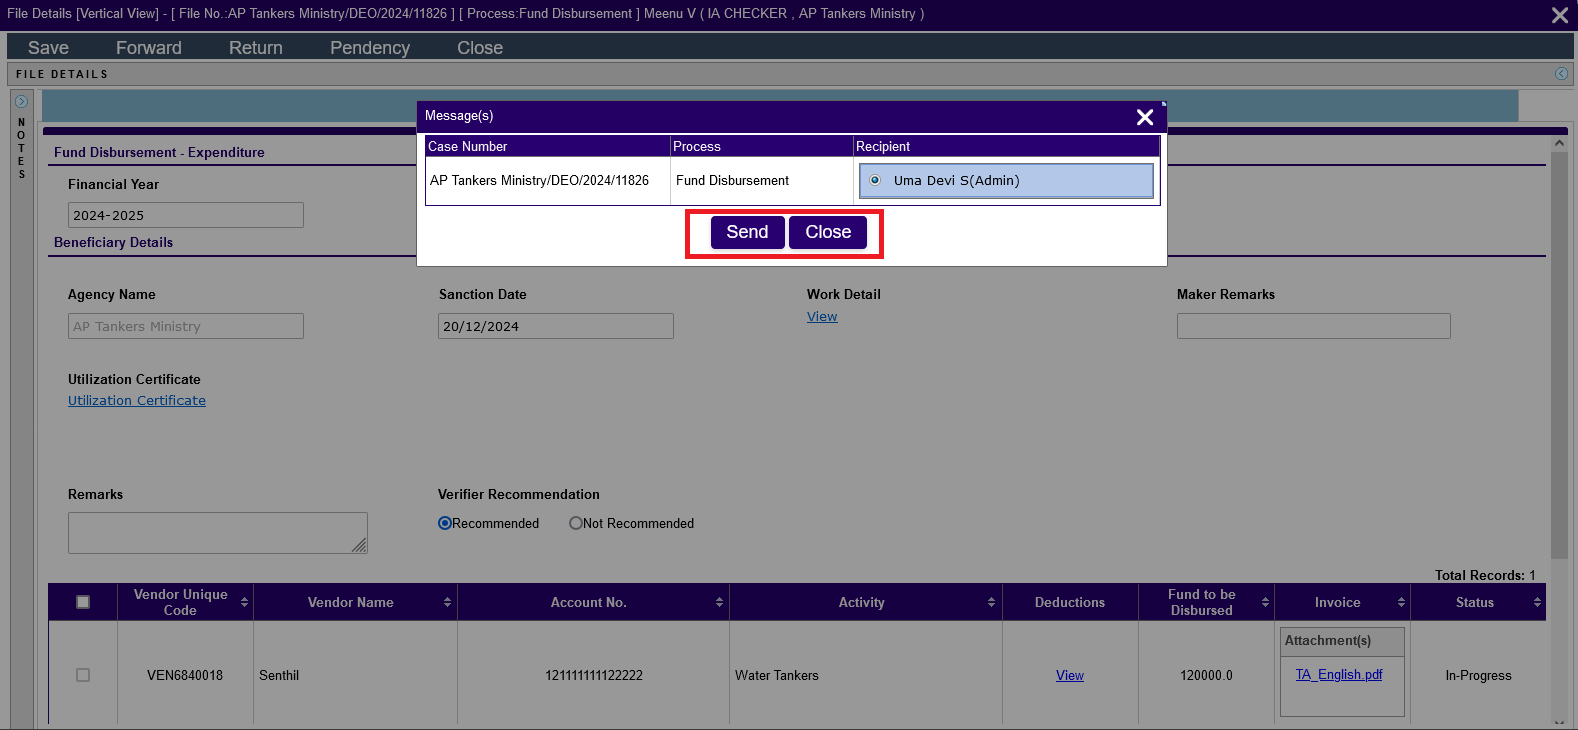 File Details [Vertical View] - [ File No.:AP Tankers Ministry/DEO/2024/11826 ] [ Process:Fund Disbursement ] Meenu V ( IA CHECKER , AP Tankers Ministry )
Save Forward Return Pendency Close
FILE DETAILS
NOTES
Message(s)
Case Number Process Recipient
AP Tankers Ministry/DEO/2024/11826 Fund Disbursement Uma Devi S(Admin)
Send Close
Fund Disbursement - Expenditure
Financial Year
2024-2025
Beneficiary Details
Agency Name Sanction Date Work Detail Maker Remarks
AP Tankers Ministry 20/12/2024 View
Utilization Certificate
Utilization Certificate
Remarks Verifier Recommendation
Recommended Not Recommended
Total Records: 1
Vendor Unique Code Vendor Name Account No. Activity Deductions Fund to be Disbursed Invoice Status
Attachment(s)
VEN6840018 Senthil 121111111122222 Water Tankers View 120000.0 TA_English.pdf In-Progress